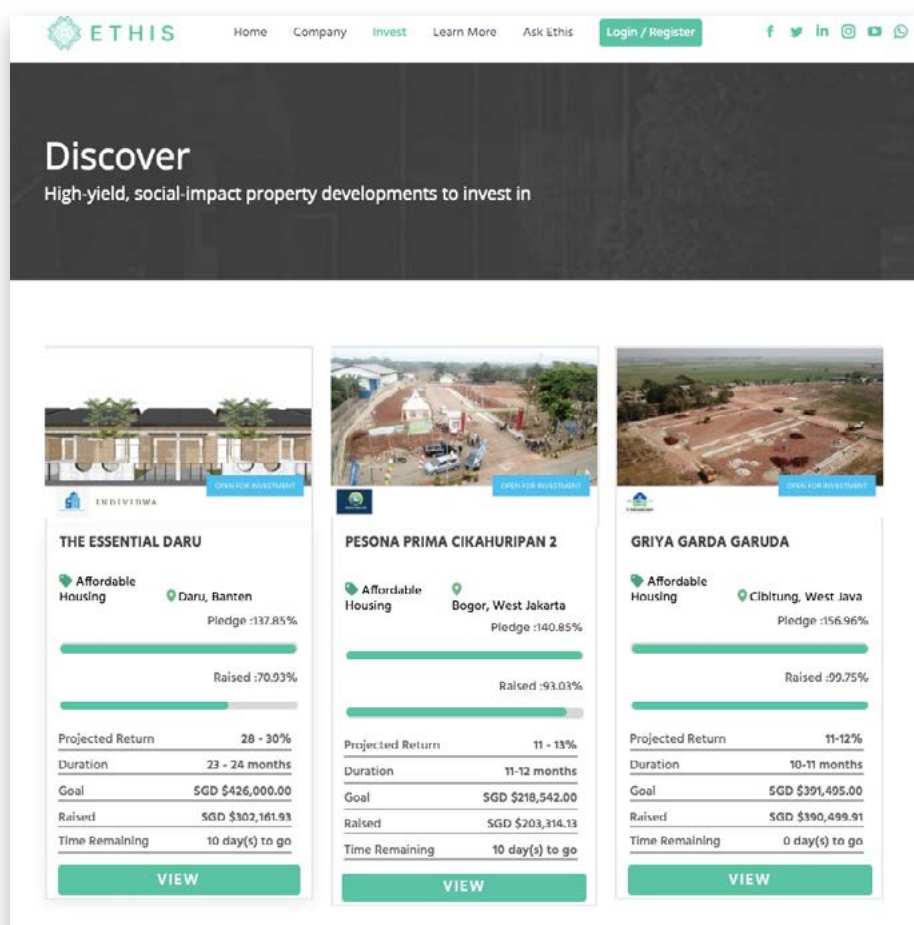 ETHIS
Home Company Invest Learn More Ask Ethis Login / Register
Discover
High-yield, social-impact property developments to invest in
OPEN FOR INVESTMENT
INDIVIDWA
THE ESSENTIAL DARU
Affordable
Housing
Daru, Banten
Pledge :137.85%
Raised :70.93%
Projected Return 28 - 30%
Duration 23 - 24 months
Goal SGD $426,000.00
Raised SGD $302,161.93
Time Remaining 10 day(s) to go
VIEW
OPEN FOR INVESTMENT
PESONA PRIMA CIKAHURIPAN 2
Affordable
Housing
Bogor, West Jakarta
Pledge :140.85%
Raised :93.03%
Projected Return 11 - 13%
Duration 11-12 months
Goal SGD $218,542.00
Raised SGD $203,314.13
Time Remaining 10 day(s) to go
VIEW
OPEN FOR INVESTMENT
GRIYA GARDA GARUDA
Affordable
Housing
Cibitung, West Java
Pledge :156.96%
Raised :99.75%
Projected Return 11-12%
Duration 10-11 months
Goal SGD $391,495.00
Raised SGD $390,499.91
Time Remaining 0 day(s) to go
VIEW